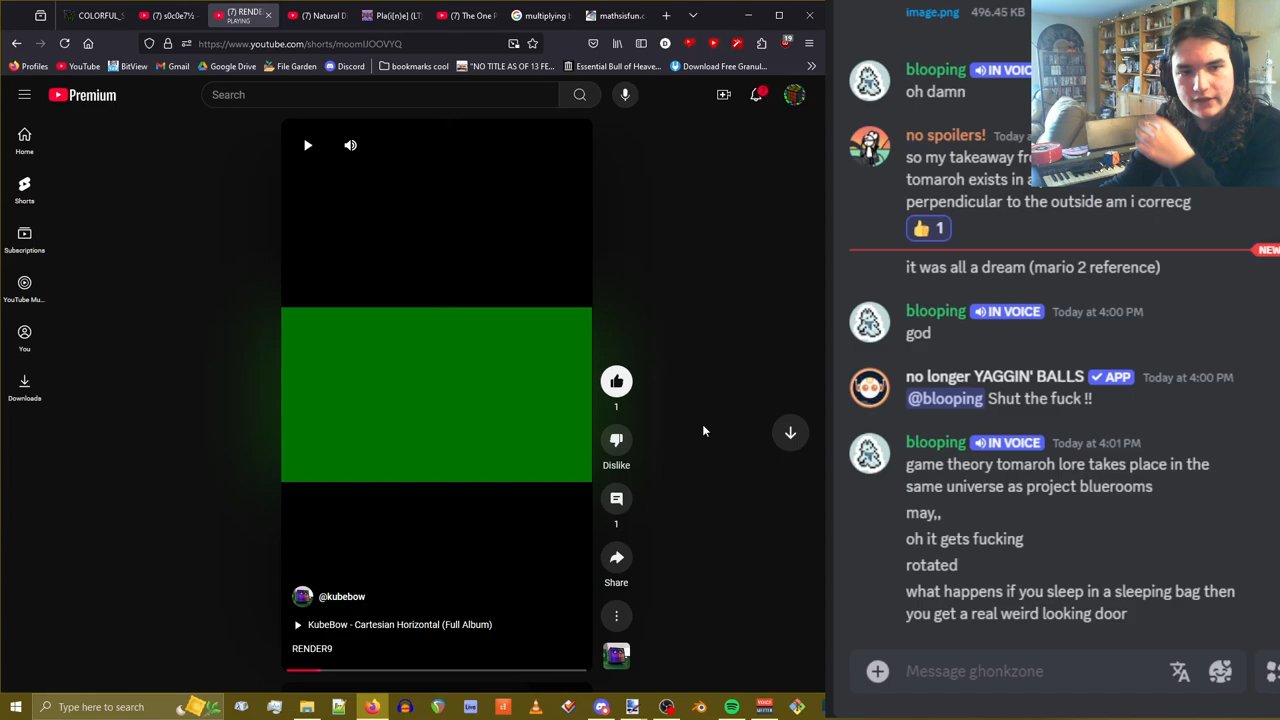 COLORFUL_S
(7) s0c0e7½
(7) REND
PLAYING
(7) Natural D
Pla(i[n]e] (LT
(7) The One P
multiplying b
mathsisfun.c
https://www.youtube.com/shorts/moomlJOOVYQ
19
Profiles
YouTube
BitView
Gmail
Google Drive
File Garden
Discord
bookmarks cool
"NO TITLE AS OF 13 FE
Essential Bull of Heave
Download Free Granul
Premium
Search
Home
Shorts
Subscriptions
YouTube Mu...
You
Downloads
1
Dislike
1
Share
@kubebow
KubeBow - Cartesian Horizontal (Full Album)
RENDER9
Type here to search
image.png 496.45 KB
blooping IN VOIC
oh damn
no spoilers! Today a
so my takeaway fro
tomaroh exists in a
perpendicular to the outside am i correcg
👍 1
NEW
it was all a dream (mario 2 reference)
blooping IN VOICE Today at 4:00 PM
god
no longer YAGGIN' BALLS APP Today at 4:00 PM
@blooping Shut the fuck !!
blooping IN VOICE Today at 4:01 PM
game theory tomaroh lore takes place in the
same universe as project bluerooms
may,,
oh it gets fucking
rotated
what happens if you sleep in a sleeping bag then
you get a real weird looking door
Message ghonkzone